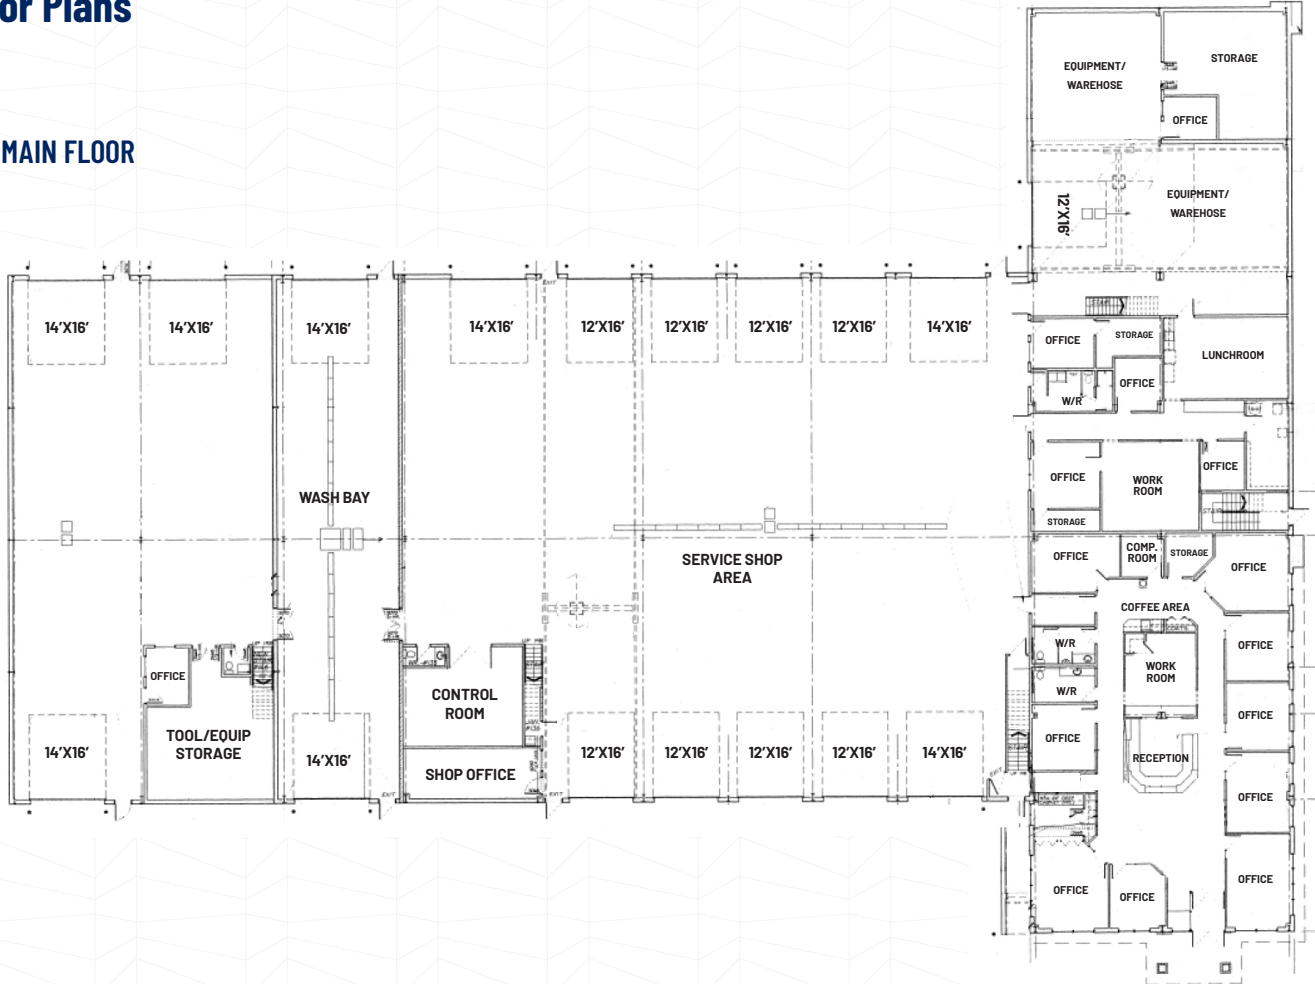 or Plans
MAIN FLOOR
EQUIPMENT/
WAREHOSE
STORAGE
OFFICE
12'X16'
EQUIPMENT/
WAREHOSE
14'X16'
14'X16'
14'X16'
14'X16'
12'X16'
12'X16'
12'X16'
12'X16'
14'X16'
EXIT
OFFICE
STORAGE
LUNCHROOM
OFFICE
W/R
WASH BAY
OFFICE
WORK
ROOM
OFFICE
STORAGE
SERVICE SHOP
AREA
OFFICE
COMP.
ROOM
STORAGE
OFFICE
COFFEE AREA
W/R
OFFICE
WORK
ROOM
W/R
OFFICE
CONTROL
ROOM
OFFICE
TOOL/EQUIP
STORAGE
OFFICE
RECEPTION
14'X16'
14'X16'
SHOP OFFICE
12'X16'
12'X16'
12'X16'
12'X16'
14'X16'
EXIT
OFFICE
OFFICE
OFFICE
OFFICE